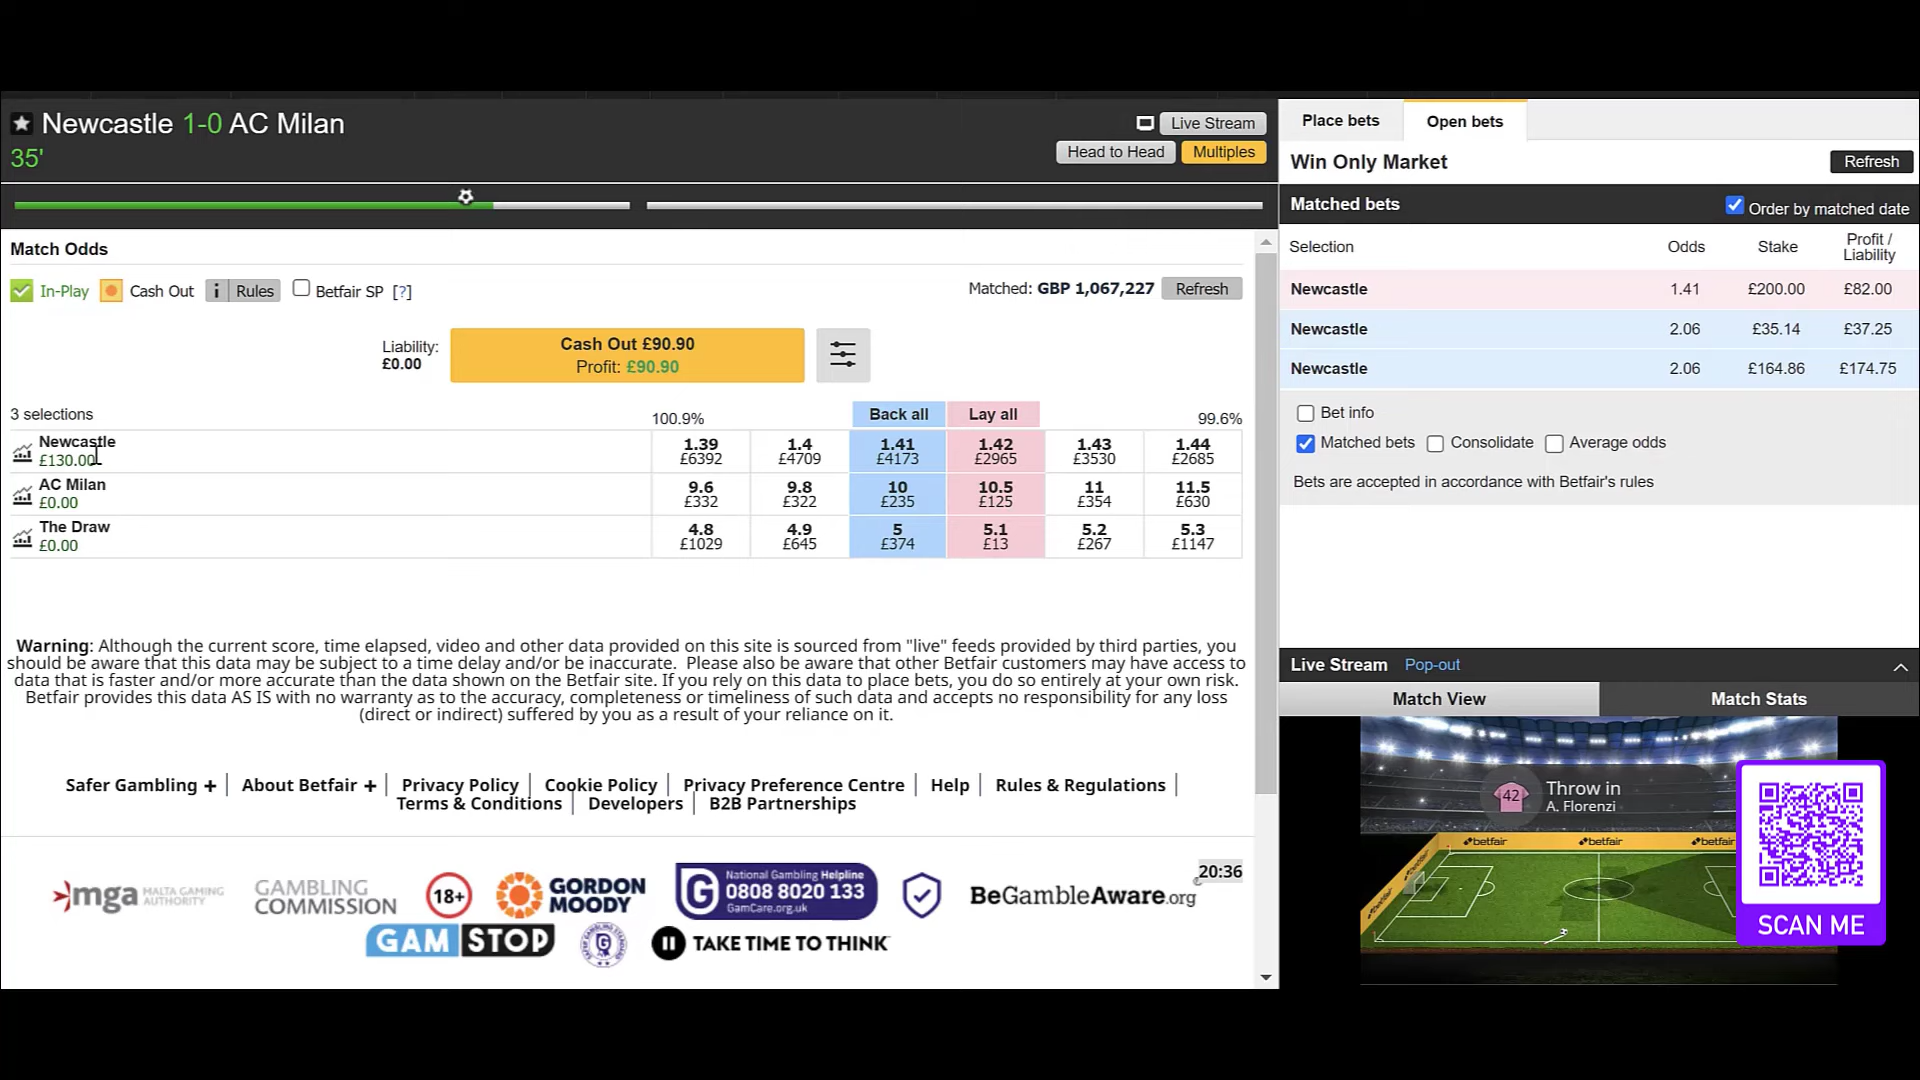 Newcastle 1-0 AC Milan
35'
Live Stream
Head to Head Multiples
Match Odds
In-Play Cash Out i Rules Betfair SP [?]
Matched: GBP 1,067,227 Refresh
Liability:
£0.00
Cash Out £90.90
Profit: £90.90
3 selections 100.9% Back all Lay all 99.6%
Newcastle 1.39 1.4 1.41 1.42 1.43 1.44
£130.00 £6392 £4709 £4173 £2965 £3530 £2685
AC Milan 9.6 9.8 10 10.5 11 11.5
£0.00 £332 £322 £235 £125 £354 £630
The Draw 4.8 4.9 5 5.1 5.2 5.3
£0.00 £1029 £645 £374 £13 £267 £1147
Warning: Although the current score, time elapsed, video and other data provided on this site is sourced from "live" feeds provided by third parties, you
should be aware that this data may be subject to a time delay and/or be inaccurate. Please also be aware that other Betfair customers may have access to
data that is faster and/or more accurate than the data shown on the Betfair site. If you rely on this data to place bets, you do so entirely at your own risk.
Betfair provides this data AS IS with no warranty as to the accuracy, completeness or timeliness of such data and accepts no responsibility for any loss
(direct or indirect) suffered by you as a result of your reliance on it.
Safer Gambling + | About Betfair + | Privacy Policy | Cookie Policy | Privacy Preference Centre | Help | Rules & Regulations |
Terms & Conditions | Developers | B2B Partnerships
20:36
mga MALTA GAMING AUTHORITY
GAMBLING COMMISSION
18+
GORDON MOODY
National Gambling Helpline
0808 8020 133
GamCare.org.uk
BeGambleAware.org
GAMSTOP
TAKE TIME TO THINK
Place bets Open bets
Win Only Market Refresh
Matched bets Order by matched date
Selection Odds Stake Profit / Liability
Newcastle 1.41 £200.00 £82.00
Newcastle 2.06 £35.14 £37.25
Newcastle 2.06 £164.86 £174.75
Bet info
Matched bets Consolidate Average odds
Bets are accepted in accordance with Betfair's rules
Live Stream Pop-out
Match View Match Stats
42 Throw in
A. Florenzi
betfair betfair betfair
SCAN ME